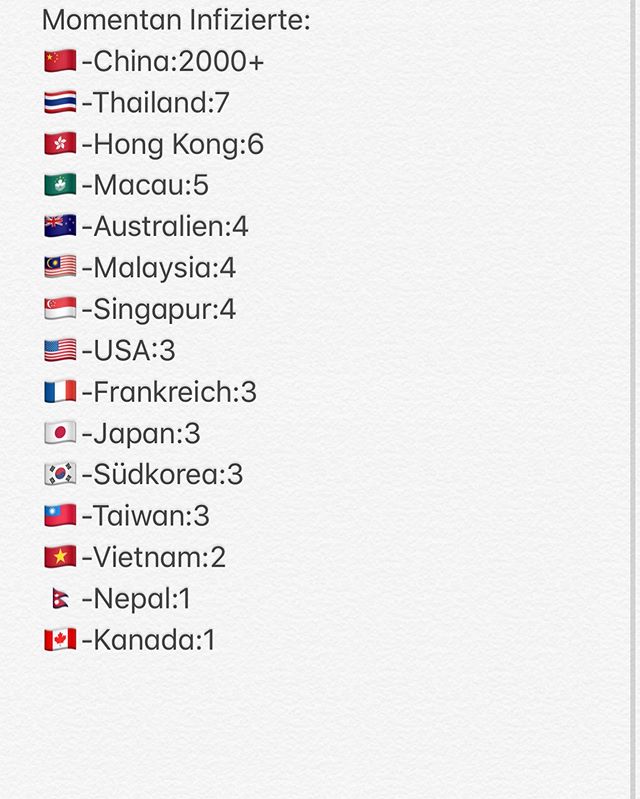 Momentan Infizierte:
🇨🇳-China:2000+
🇹🇭-Thailand:7
🇭🇰-Hong Kong:6
🇲🇴-Macau:5
🇦🇺-Australien:4
🇲🇾-Malaysia:4
🇸🇬-Singapur:4
🇺🇸-USA:3
🇫🇷-Frankreich:3
🇯🇵-Japan:3
🇰🇷-Südkorea:3
🇹🇼-Taiwan:3
🇻🇳-Vietnam:2
🇳🇵-Nepal:1
🇨🇦-Kanada:1